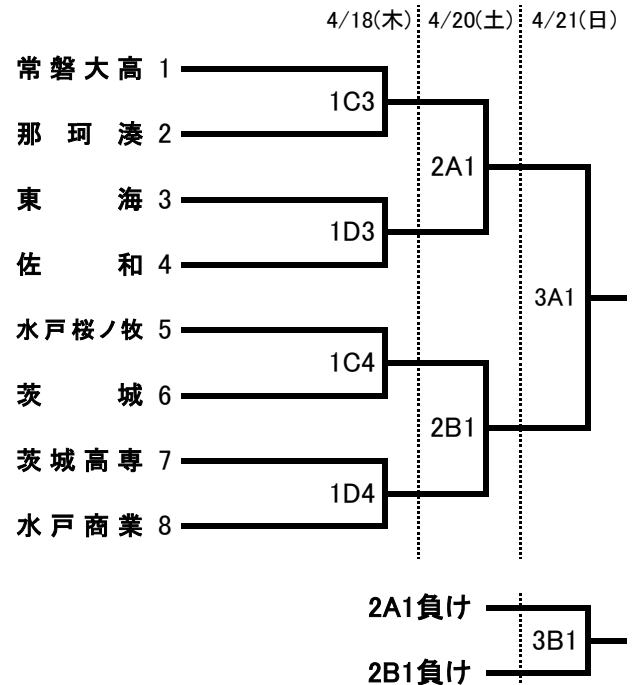 4/18(木) 4/20(土) 4/21(日)
常磐大高 1
1C3
那珂湊 2
2A1
東海 3
1D3
佐和 4
3A1
水戸桜ノ牧 5
1C4
茨城 6
2B1
茨城高専 7
1D4
水戸商業 8
2A1負け
3B1
2B1負け